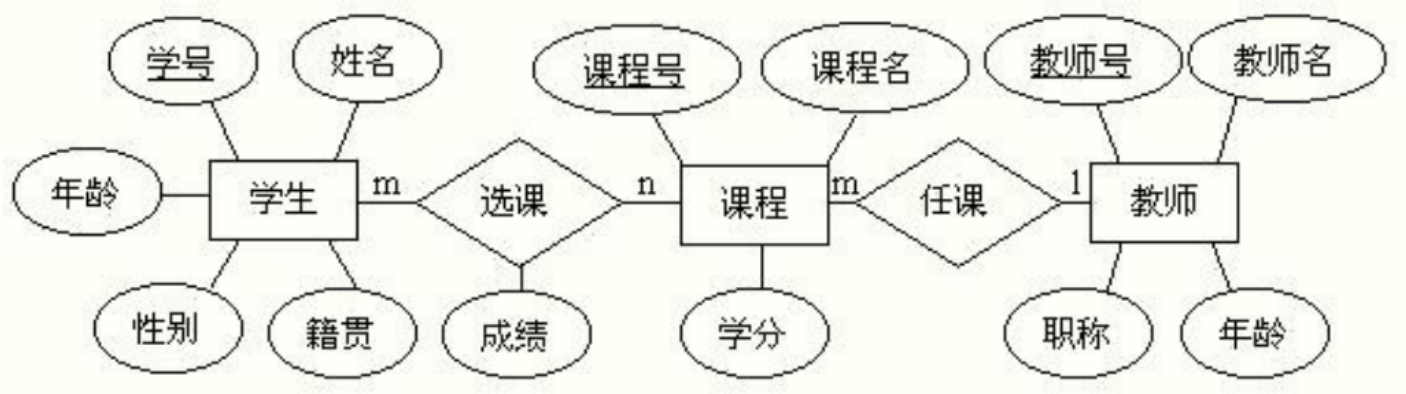 学号
姓名
课程号
课程名
教师号
教师名
年龄
学生
m
选课
n
课程
m
任课
1
教师
性别
籍贯
成绩
学分
职称
年龄